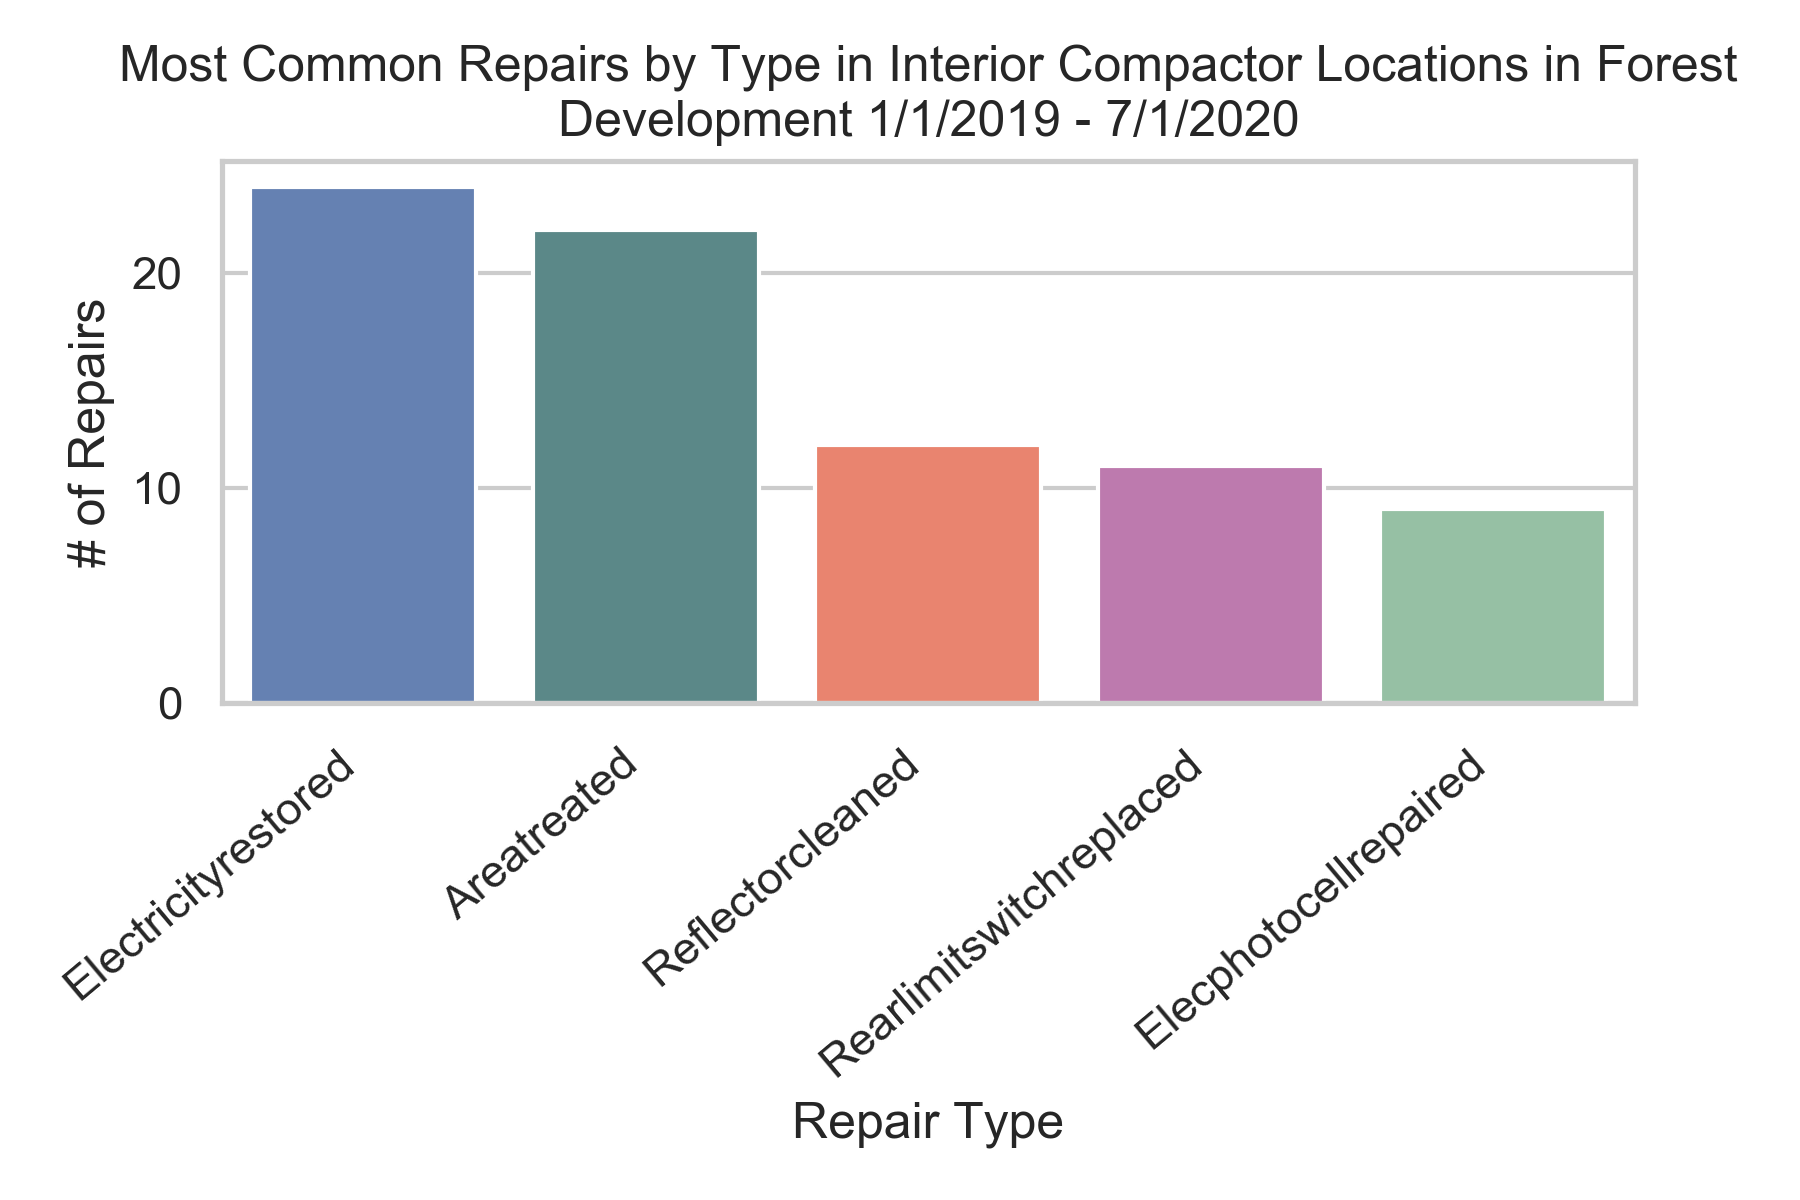 Most Common Repairs by Type in Interior Compactor Locations in Forest
Development 1/1/2019 - 7/1/2020
# of Repairs
20
10
0
Electricityrestored
Areatreated
Reflectorcleaned
Rearlimitswitchreplaced
Elecphotocellrepaired
Repair Type